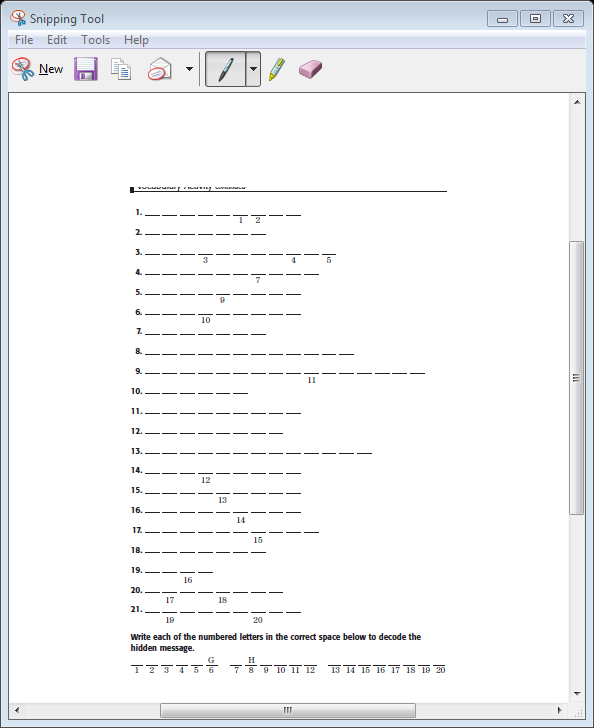 Snipping Tool
File Edit Tools Help
New
Vocabulary Activity continued
1. _ _ _ _ _ _ _ _ _
1 2
2. _ _ _ _ _ _ _
3. _ _ _ _ _ _ _ _ _ _ _
3 4 5
4. _ _ _ _ _ _ _ _ _ _
7
5. _ _ _ _ _ _ _ _ _
9
6. _ _ _ _ _ _ _ _ _
10
7. _ _ _ _ _ _ _
8. _ _ _ _ _ _ _ _ _ _ _ _
9. _ _ _ _ _ _ _ _ _ _ _ _ _ _ _ _
11
10. _ _ _ _ _ _
11. _ _ _ _ _ _ _ _ _
12. _ _ _ _ _ _ _ _
13. _ _ _ _ _ _ _ _ _ _ _ _ _
14. _ _ _ _ _ _ _ _ _
12
15. _ _ _ _ _ _ _ _ _
13
16. _ _ _ _ _ _ _ _ _
14
17. _ _ _ _ _ _ _ _ _ _
15
18. _ _ _ _ _ _ _
19. _ _ _ _
16
20. _ _ _ _ _ _ _ _
17 18
21. _ _ _ _ _ _ _ _ _
19 20
Write each of the numbered letters in the correct space below to decode the
hidden message.
_ _ _ _ _ G _ H _ _ _ _ _ _ _ _ _ _ _ _
1 2 3 4 5 6 7 8 9 10 11 12 13 14 15 16 17 18 19 20